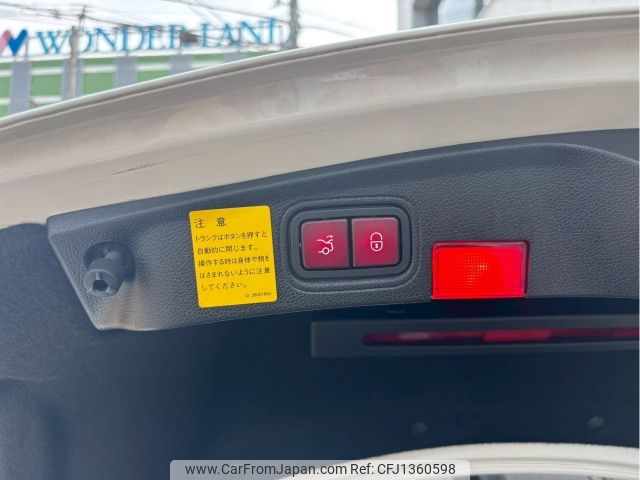 WONDER-LAND
注 意
トランクはボタンを押すと
自動的に閉じます。
操作する時は身体や物を
はさまれないように注意
してください。
www.CarFromJapan.com - CFJ1360598